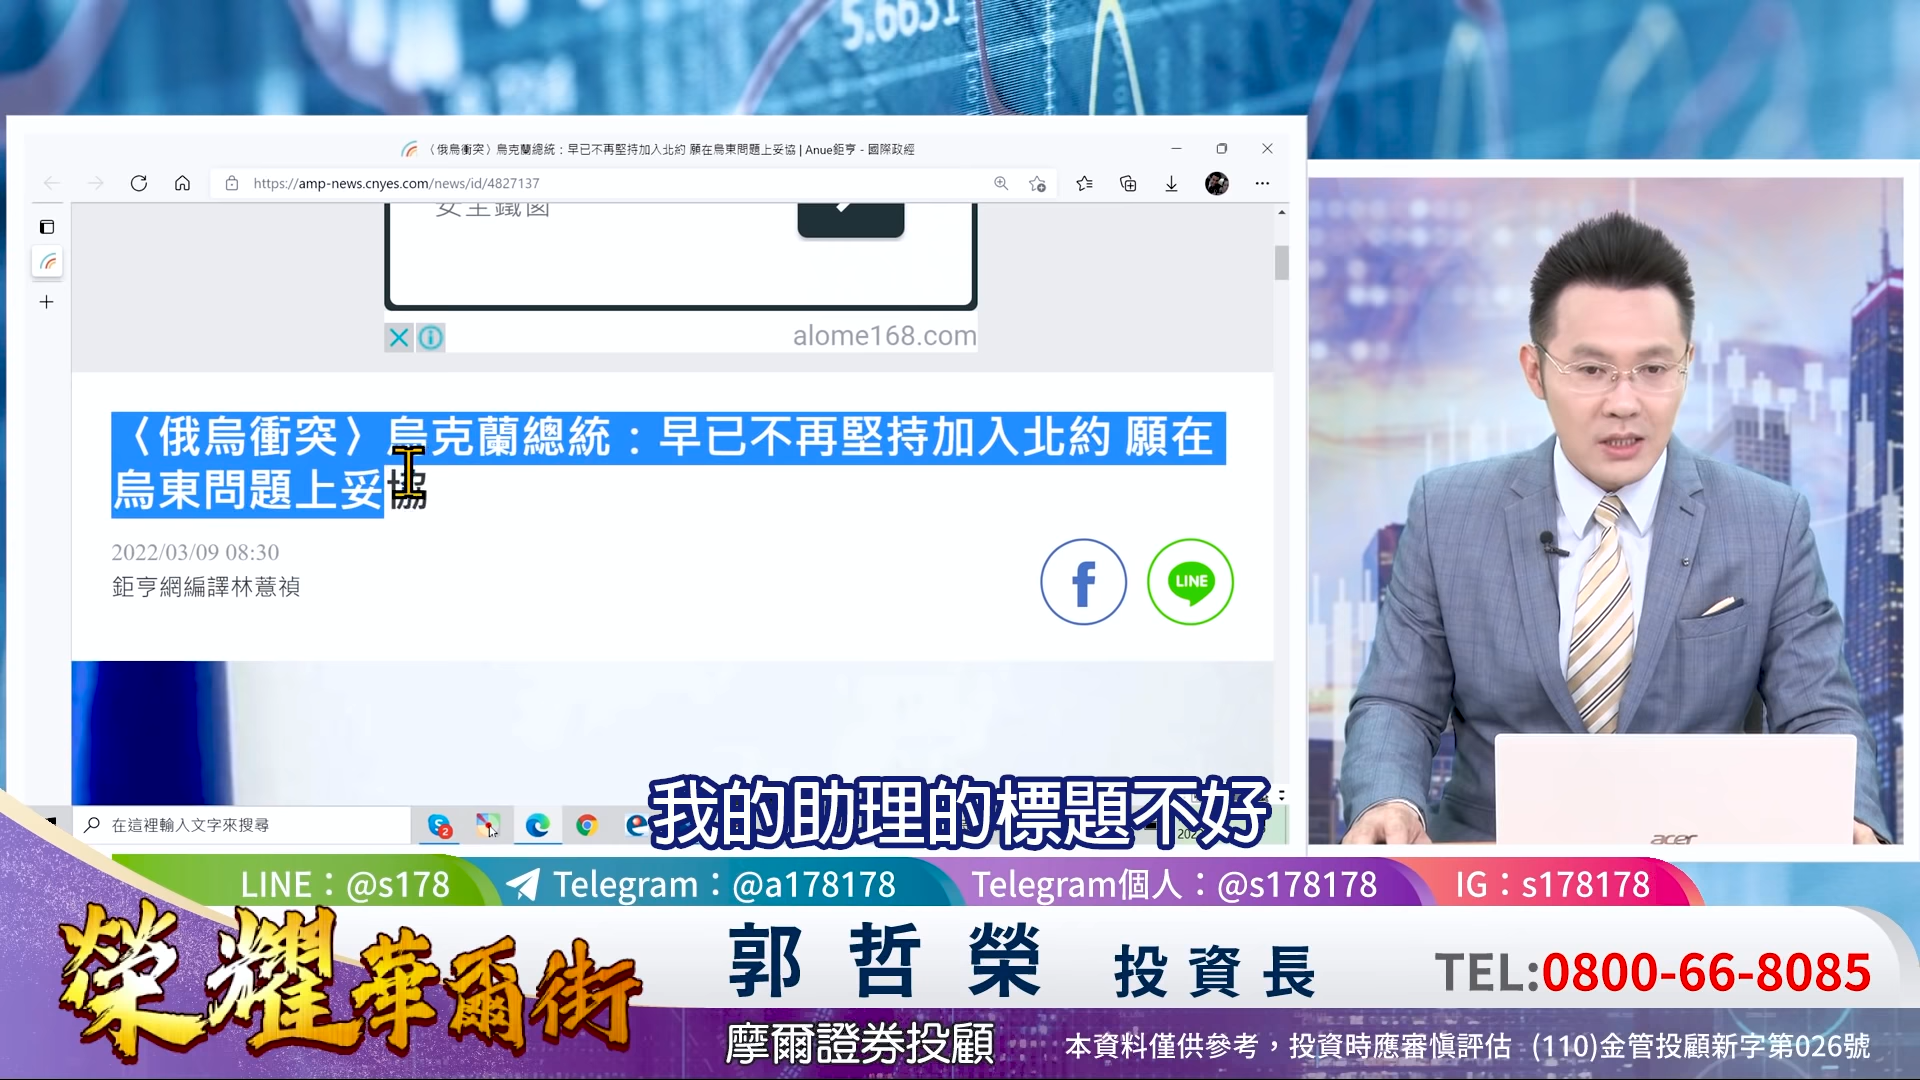 5.6631
〈俄烏衝突〉烏克蘭總統：早已不再堅持加入北約 願在烏東問題上妥協 | Anue鉅亨 - 國際政經
https://amp-news.cnyes.com/news/id/4827137
安全鐵窗
alome168.com
〈俄烏衝突〉烏克蘭總統：早已不再堅持加入北約 願在
烏東問題上妥協
2022/03/09 08:30
鉅亨網編譯林薏禎
f
LINE
acer
在這裡輸入文字來搜尋
2
我的助理的標題不好
LINE：@s178
Telegram：@a178178
Telegram個人：@s178178
IG：s178178
榮耀華爾街
郭哲榮 投資長
TEL:0800-66-8085
摩爾證券投顧
本資料僅供參考，投資時應審慎評估 (110)金管投顧新字第026號